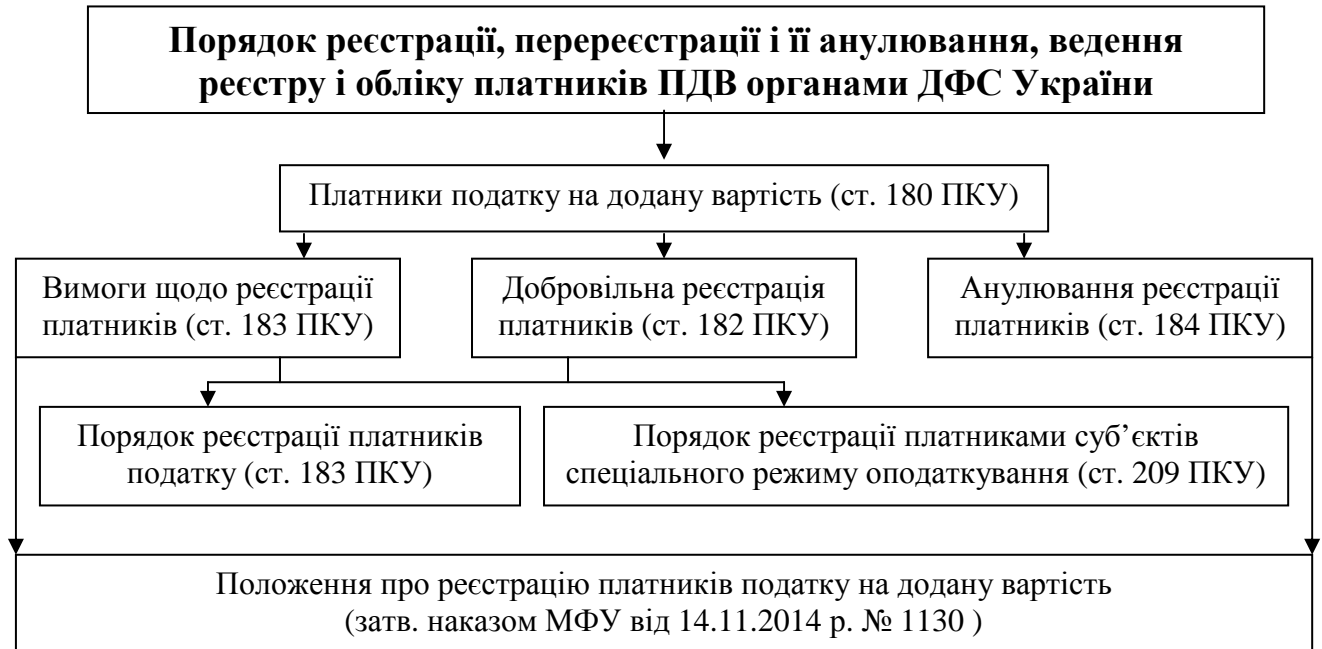 Порядок реєстрації, перереєстрації і її анулювання, ведення
реєстру і обліку платників ПДВ органами ДФС України
Платники податку на додану вартість (ст. 180 ПКУ)
Вимоги щодо реєстрації
платників (ст. 183 ПКУ)
Добровільна реєстрація
платників (ст. 182 ПКУ)
Анулювання реєстрації
платників (ст. 184 ПКУ)
Порядок реєстрації платників
податку (ст. 183 ПКУ)
Порядок реєстрації платниками суб’єктів
спеціального режиму оподаткування (ст. 209 ПКУ)
Положення про реєстрацію платників податку на додану вартість
(затв. наказом МФУ від 14.11.2014 р. № 1130 )